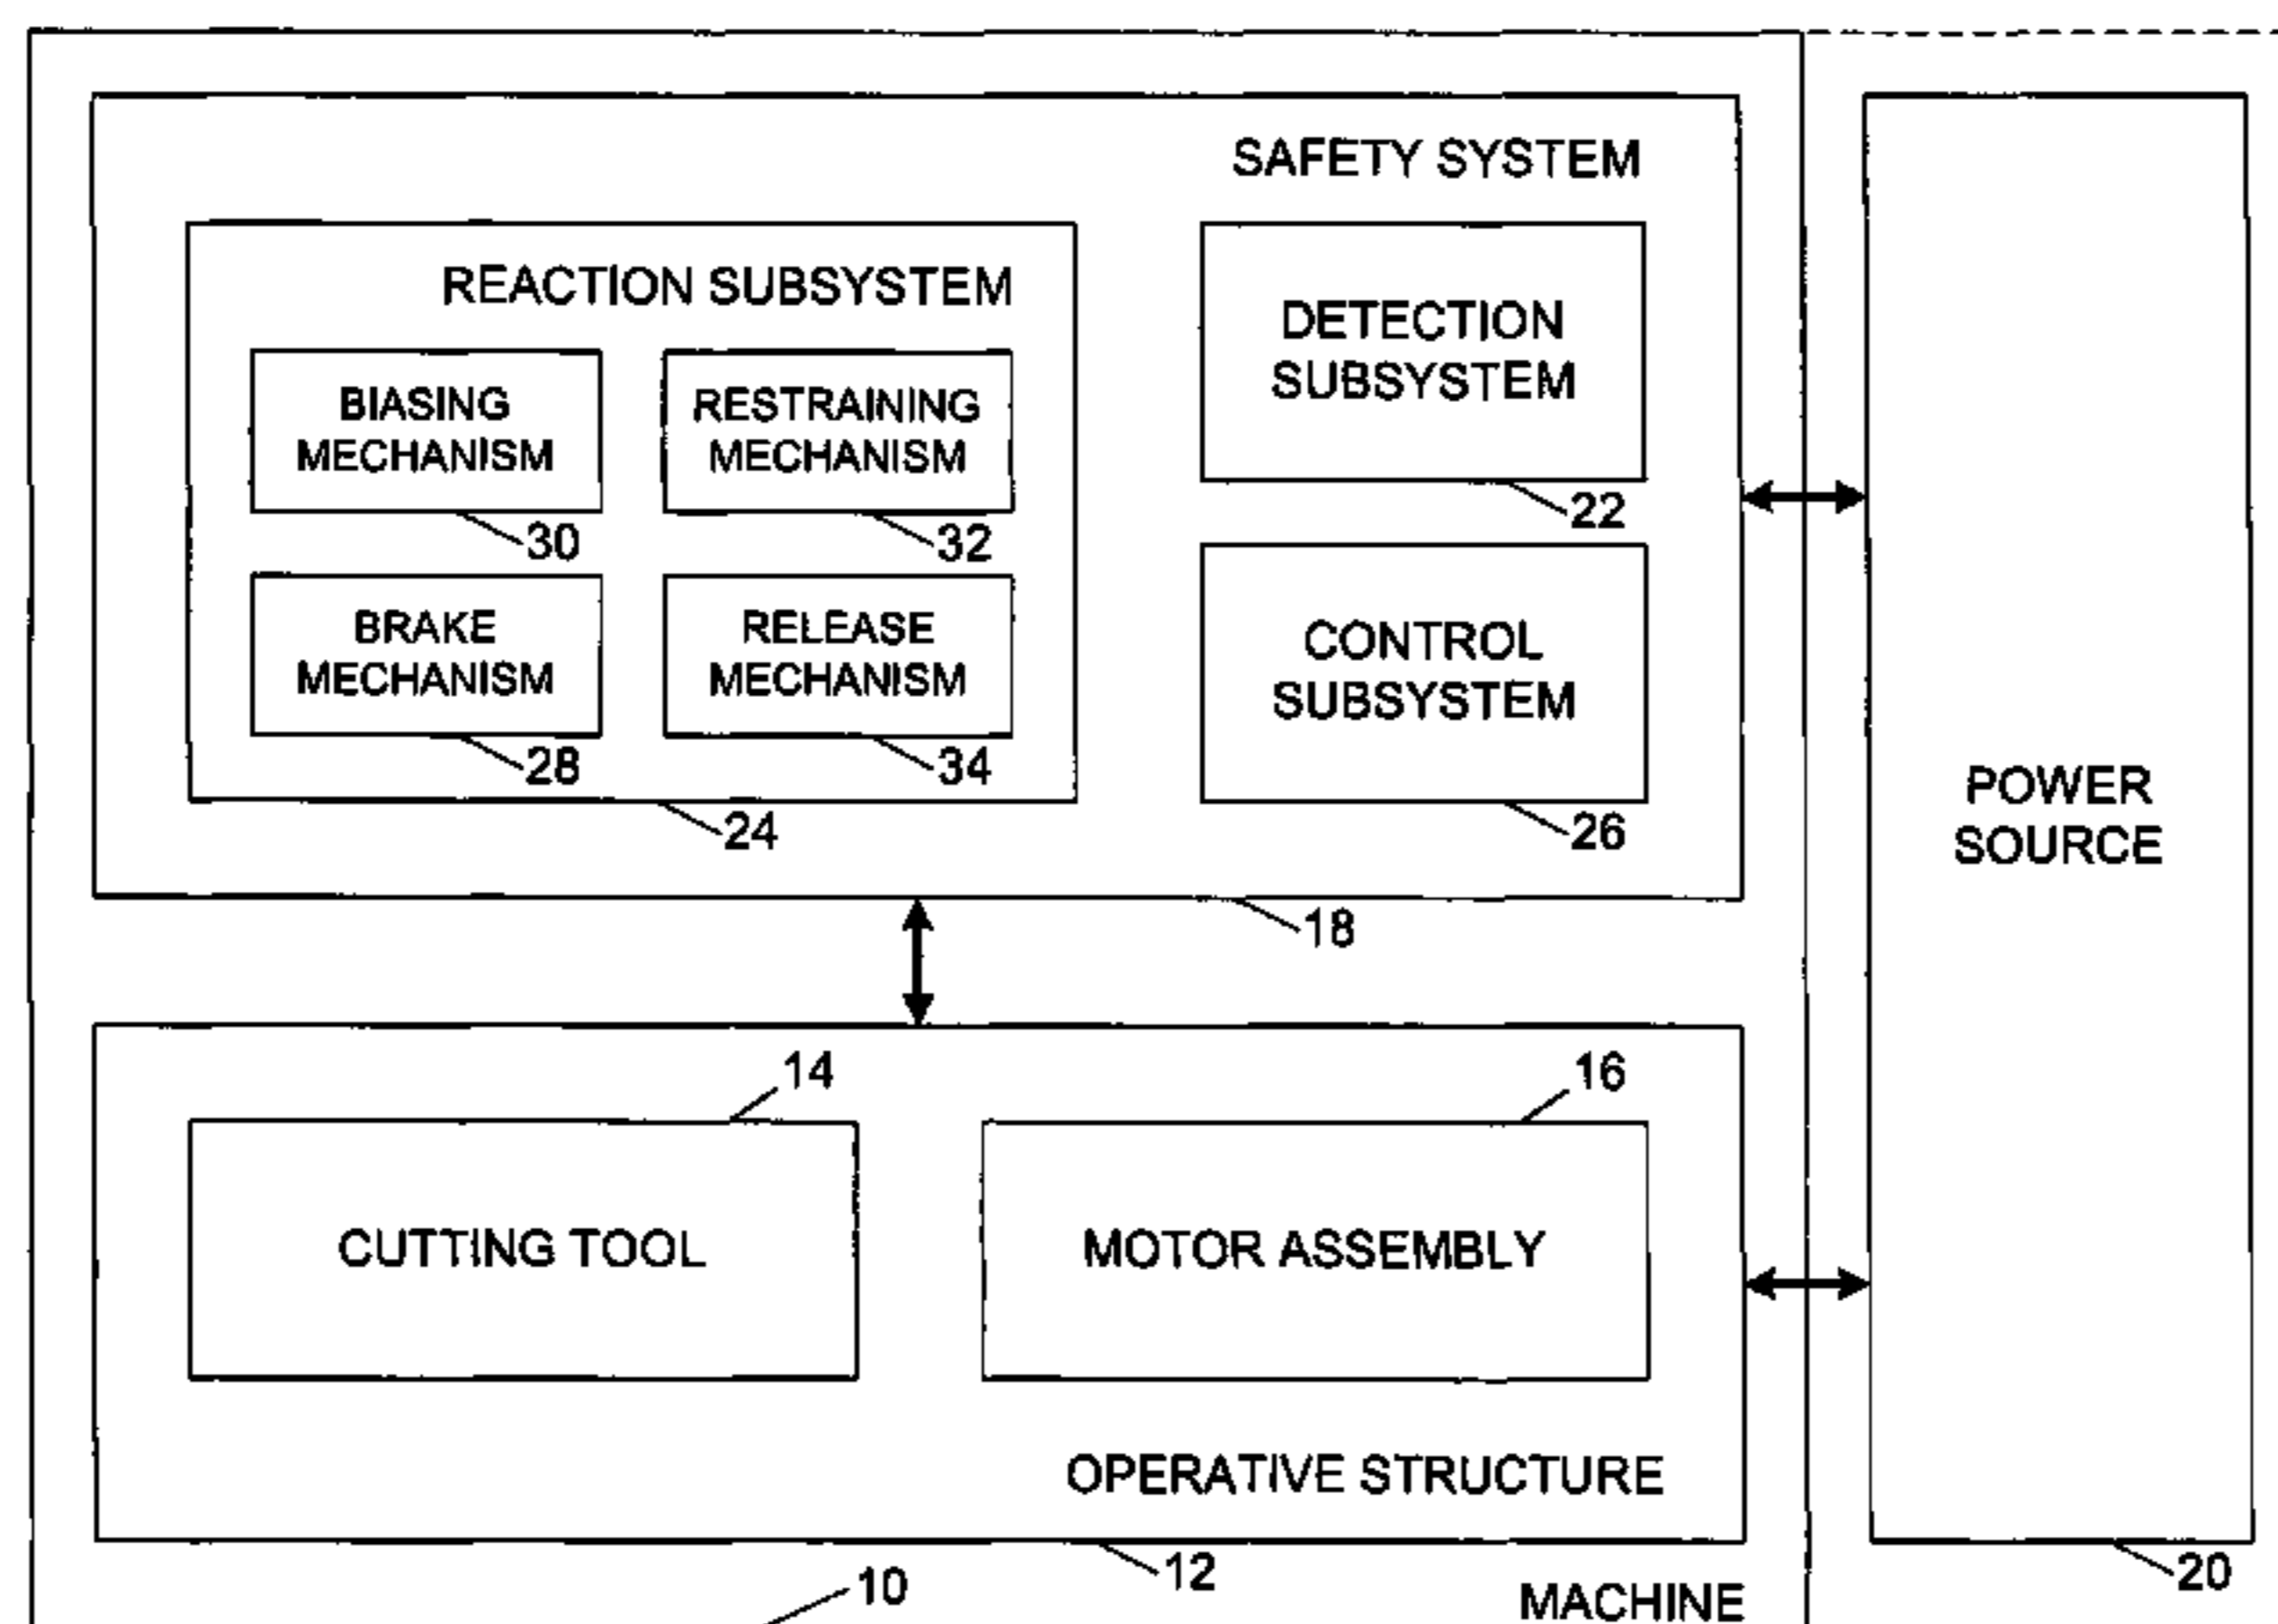 SAFETY SYSTEM
REACTION SUBSYSTEM
BIASING
MECHANISM
30
RESTRAINING
MECHANISM
32
BRAKE
MECHANISM
28
RELEASE
MECHANISM
34
24
DETECTION
SUBSYSTEM
22
CONTROL
SUBSYSTEM
26
18
POWER
SOURCE
20
14
CUTTING TOOL
16
MOTOR ASSEMBLY
OPERATIVE STRUCTURE
12
10
MACHINE